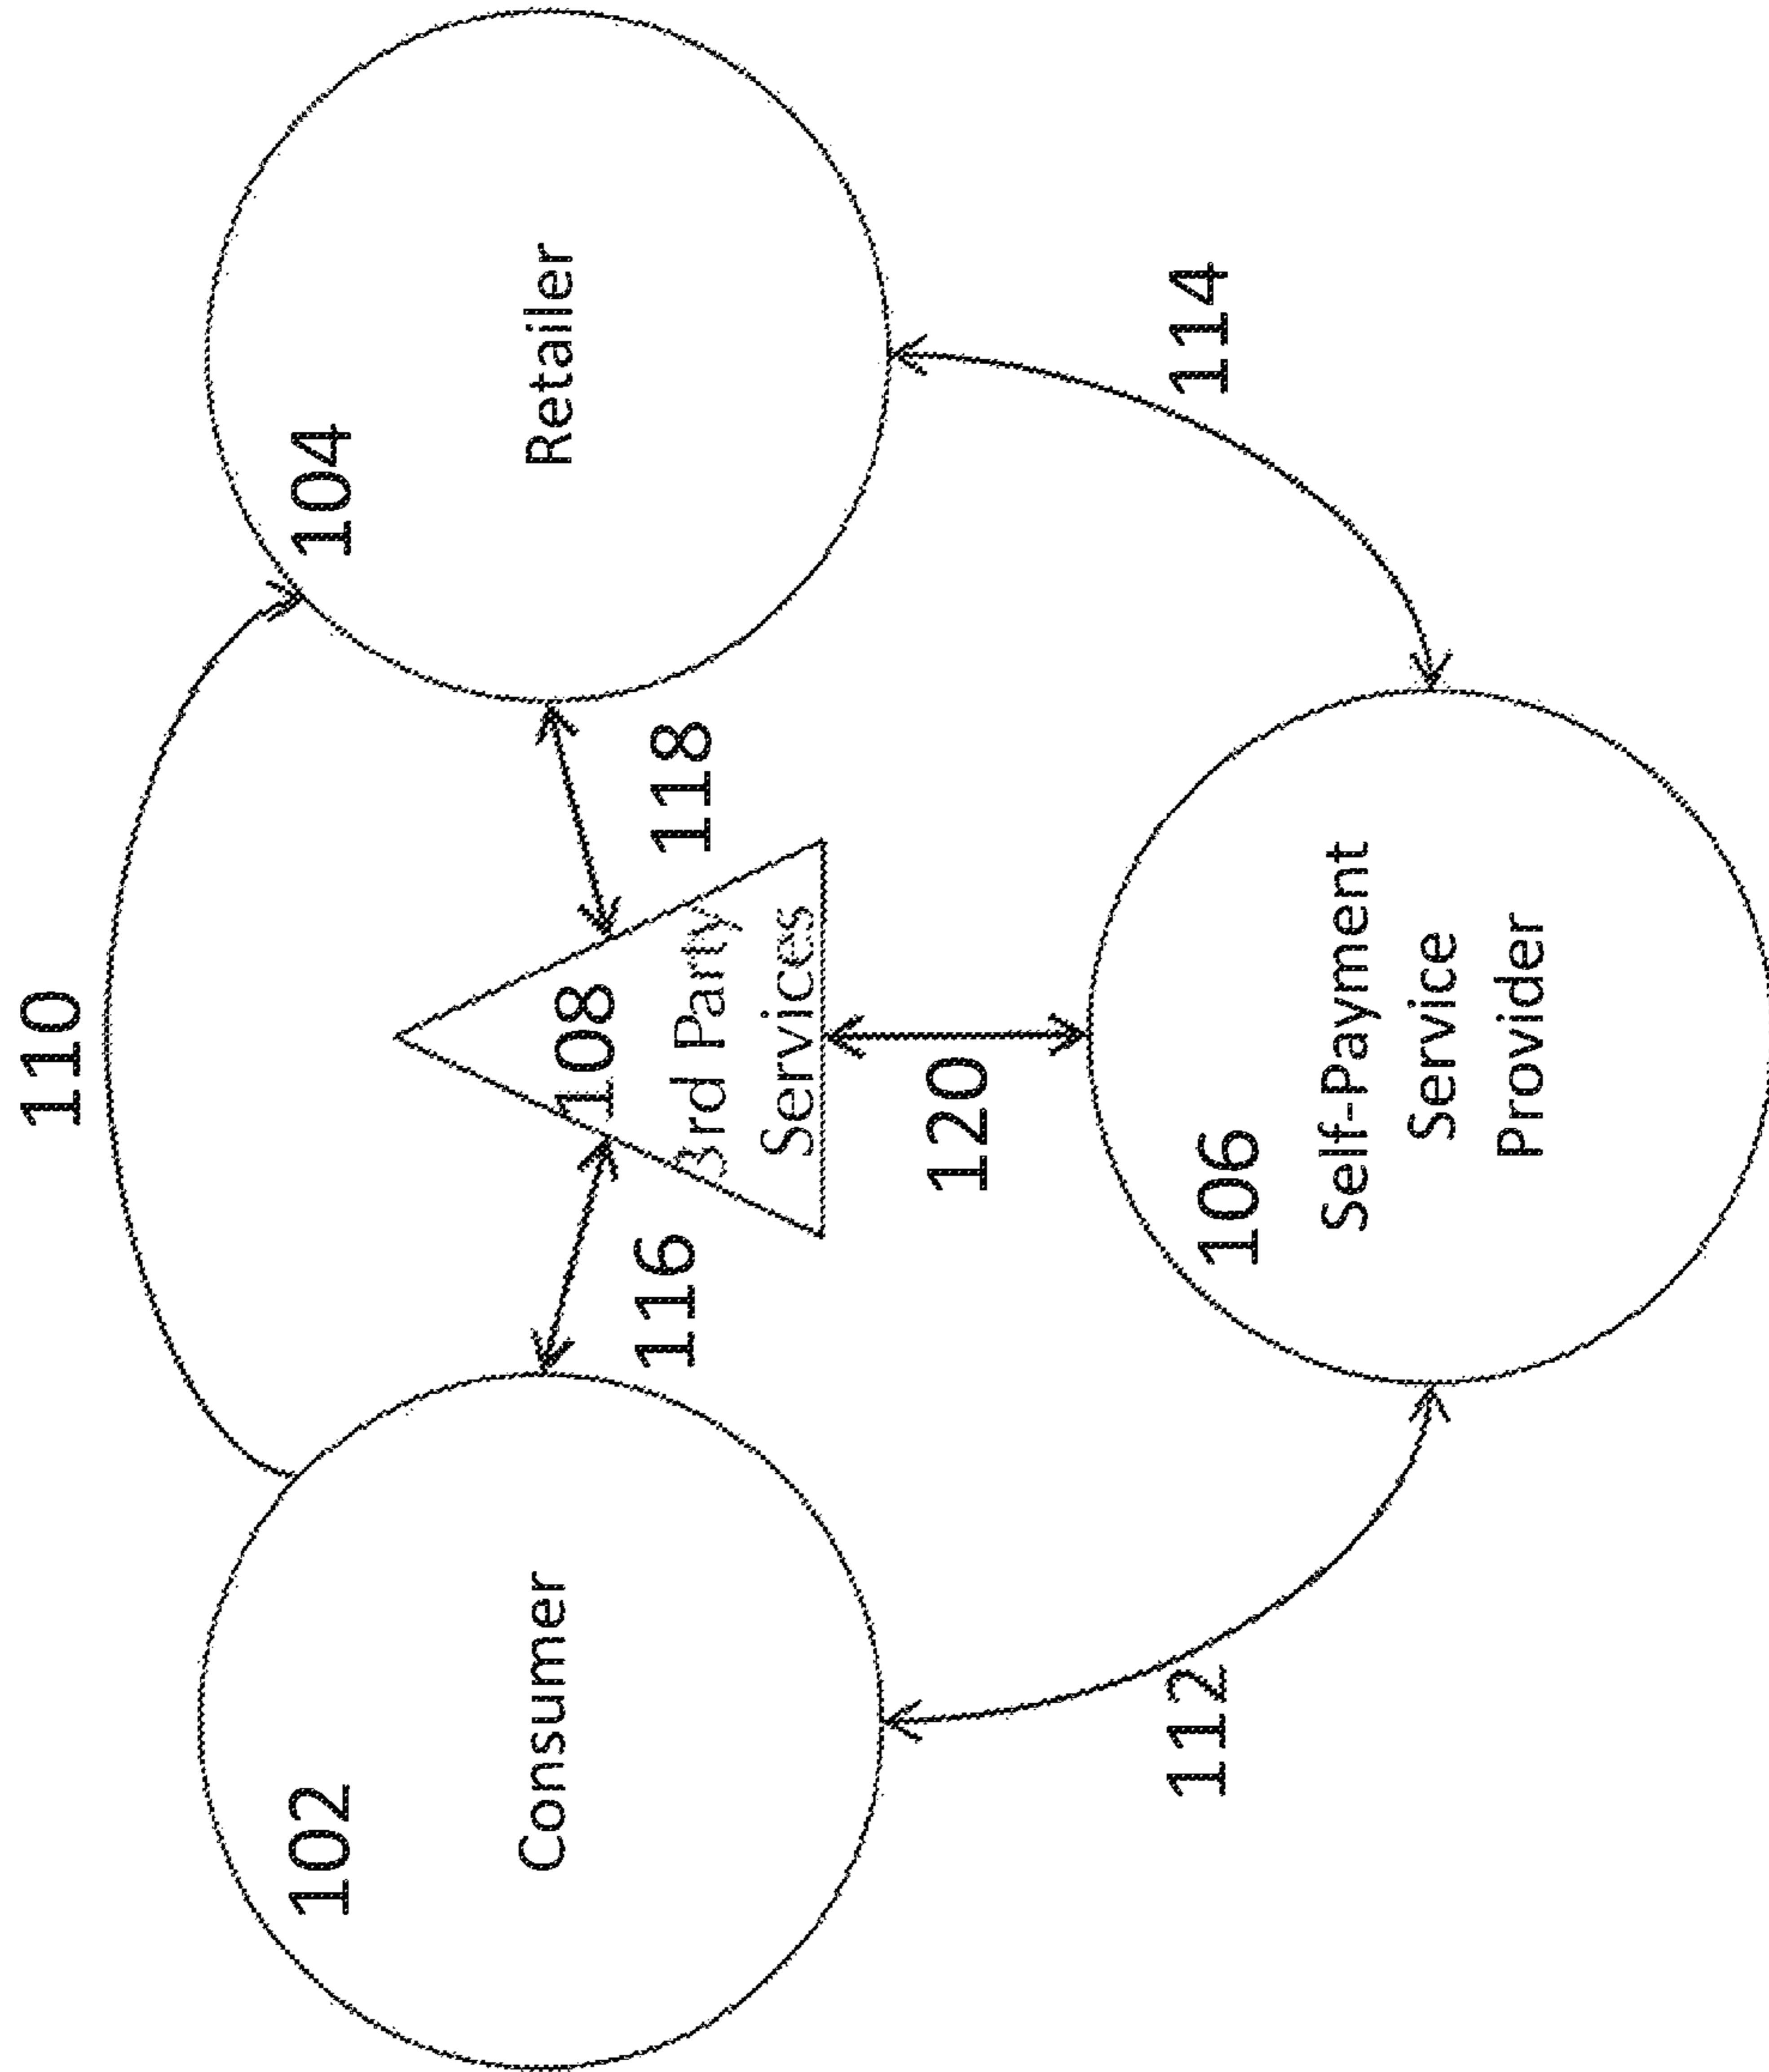 110
102
Consumer
104
Retailer
108
3rd Party
Services
116
118
120
112
114
106
Self-Payment
Service
Provider